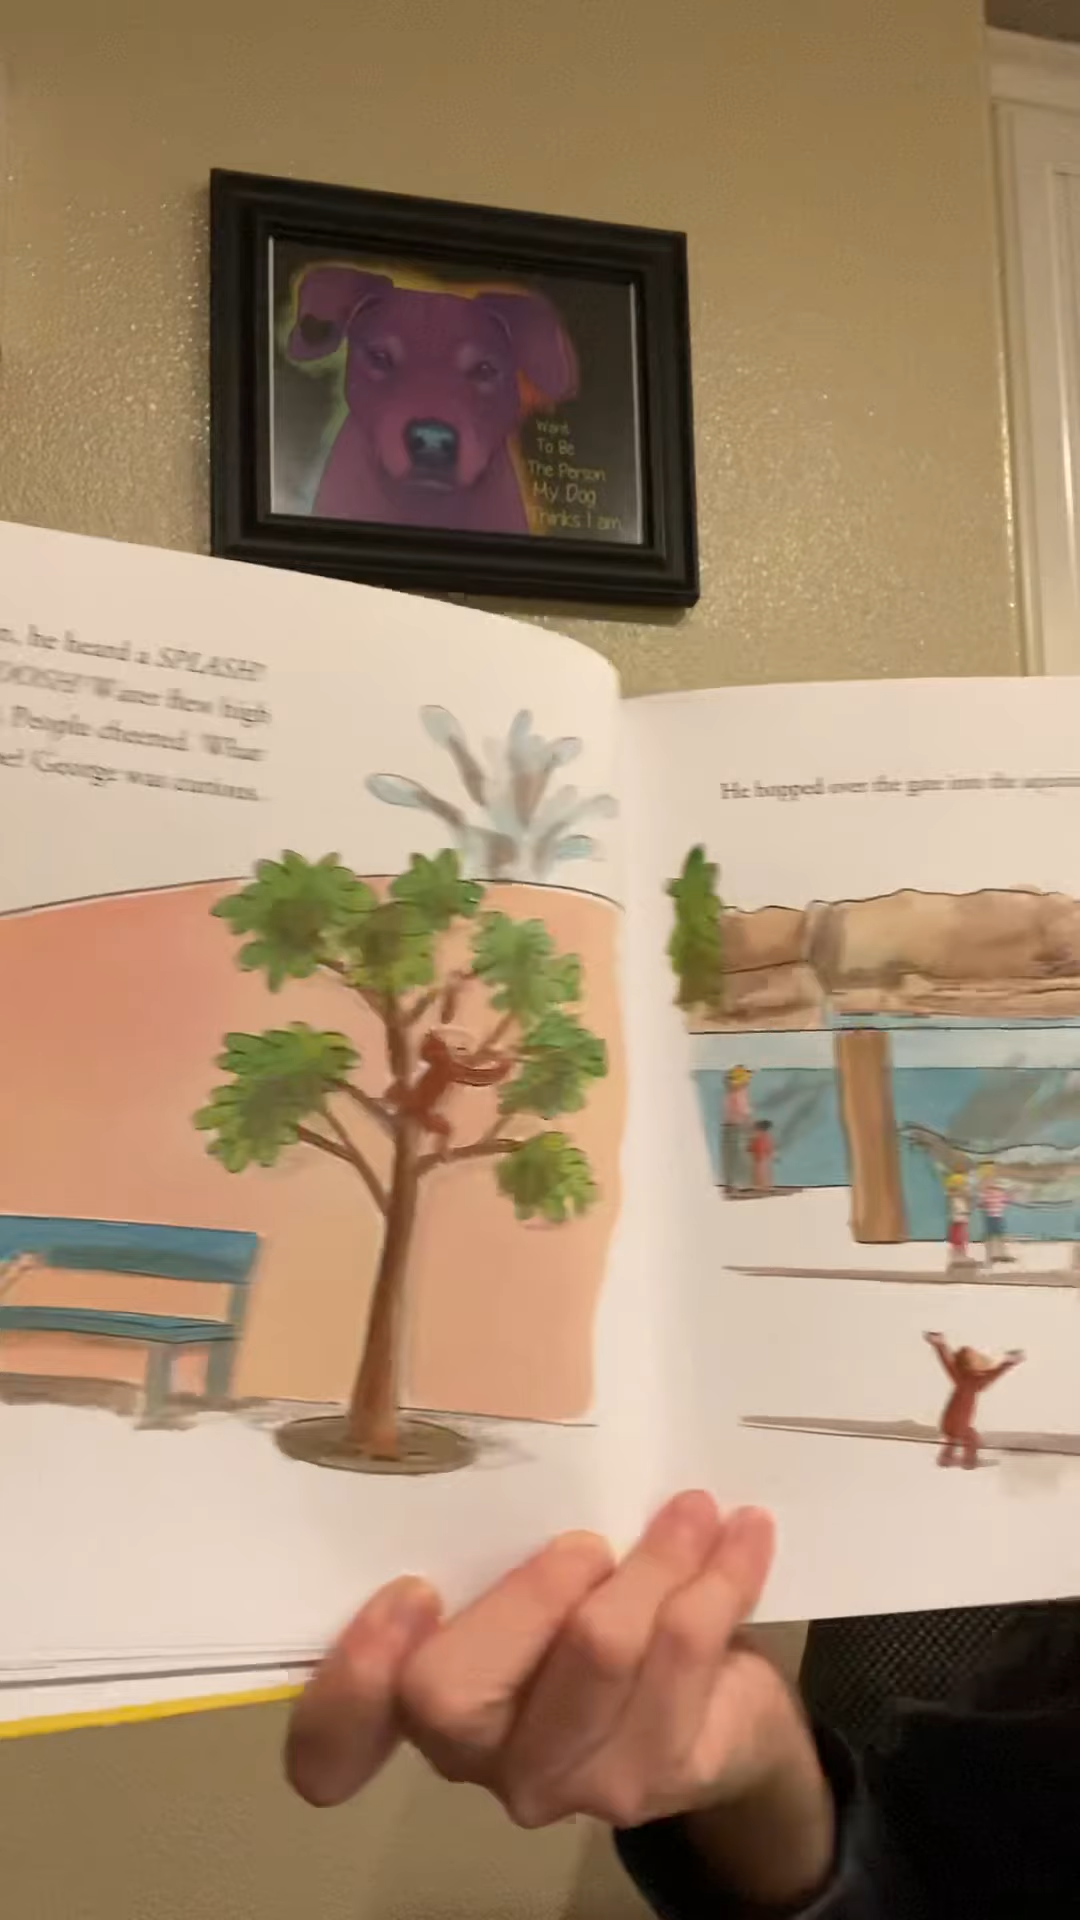 Want
To Be
The Person
My Dog
Thinks I am
he heard a SPLASH!
Water flew high
People cheered. What
George was curious.
He hopped over the gate into the